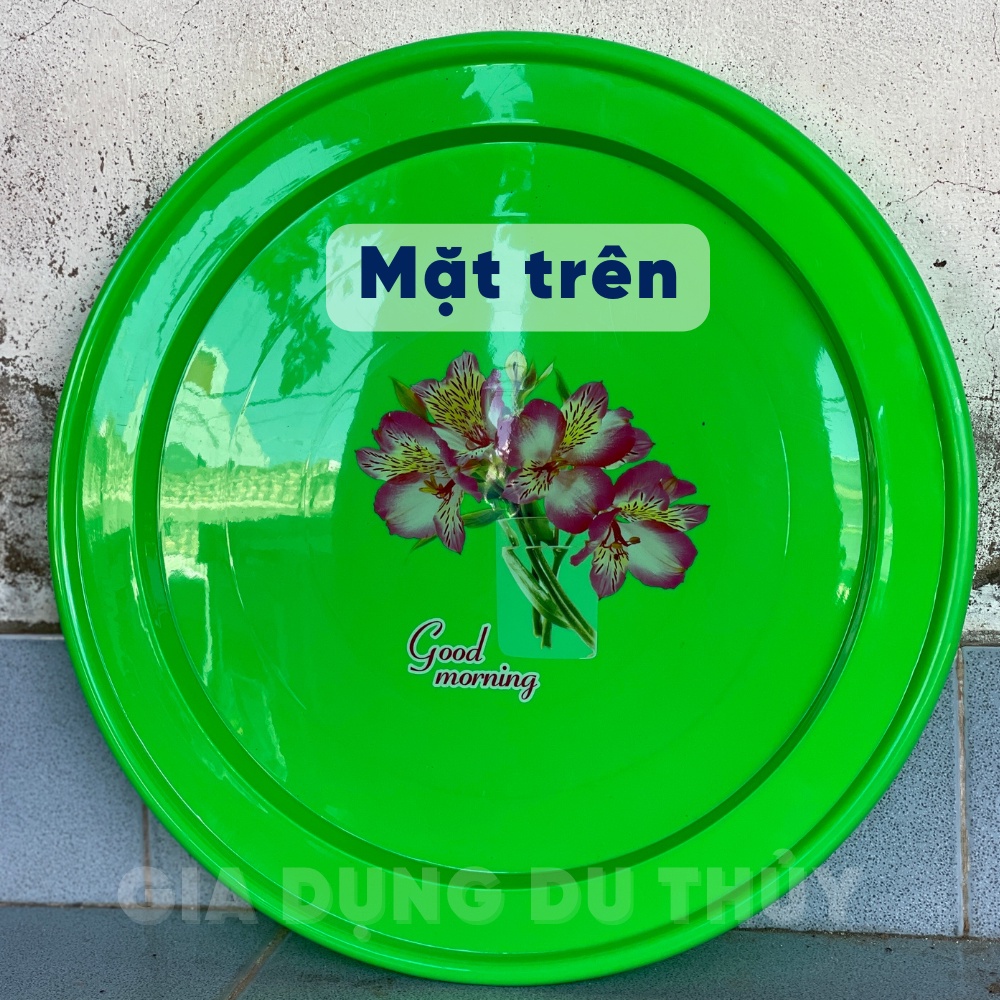 Mặt trên
Good
morning
GIA DỤNG DU THỦY